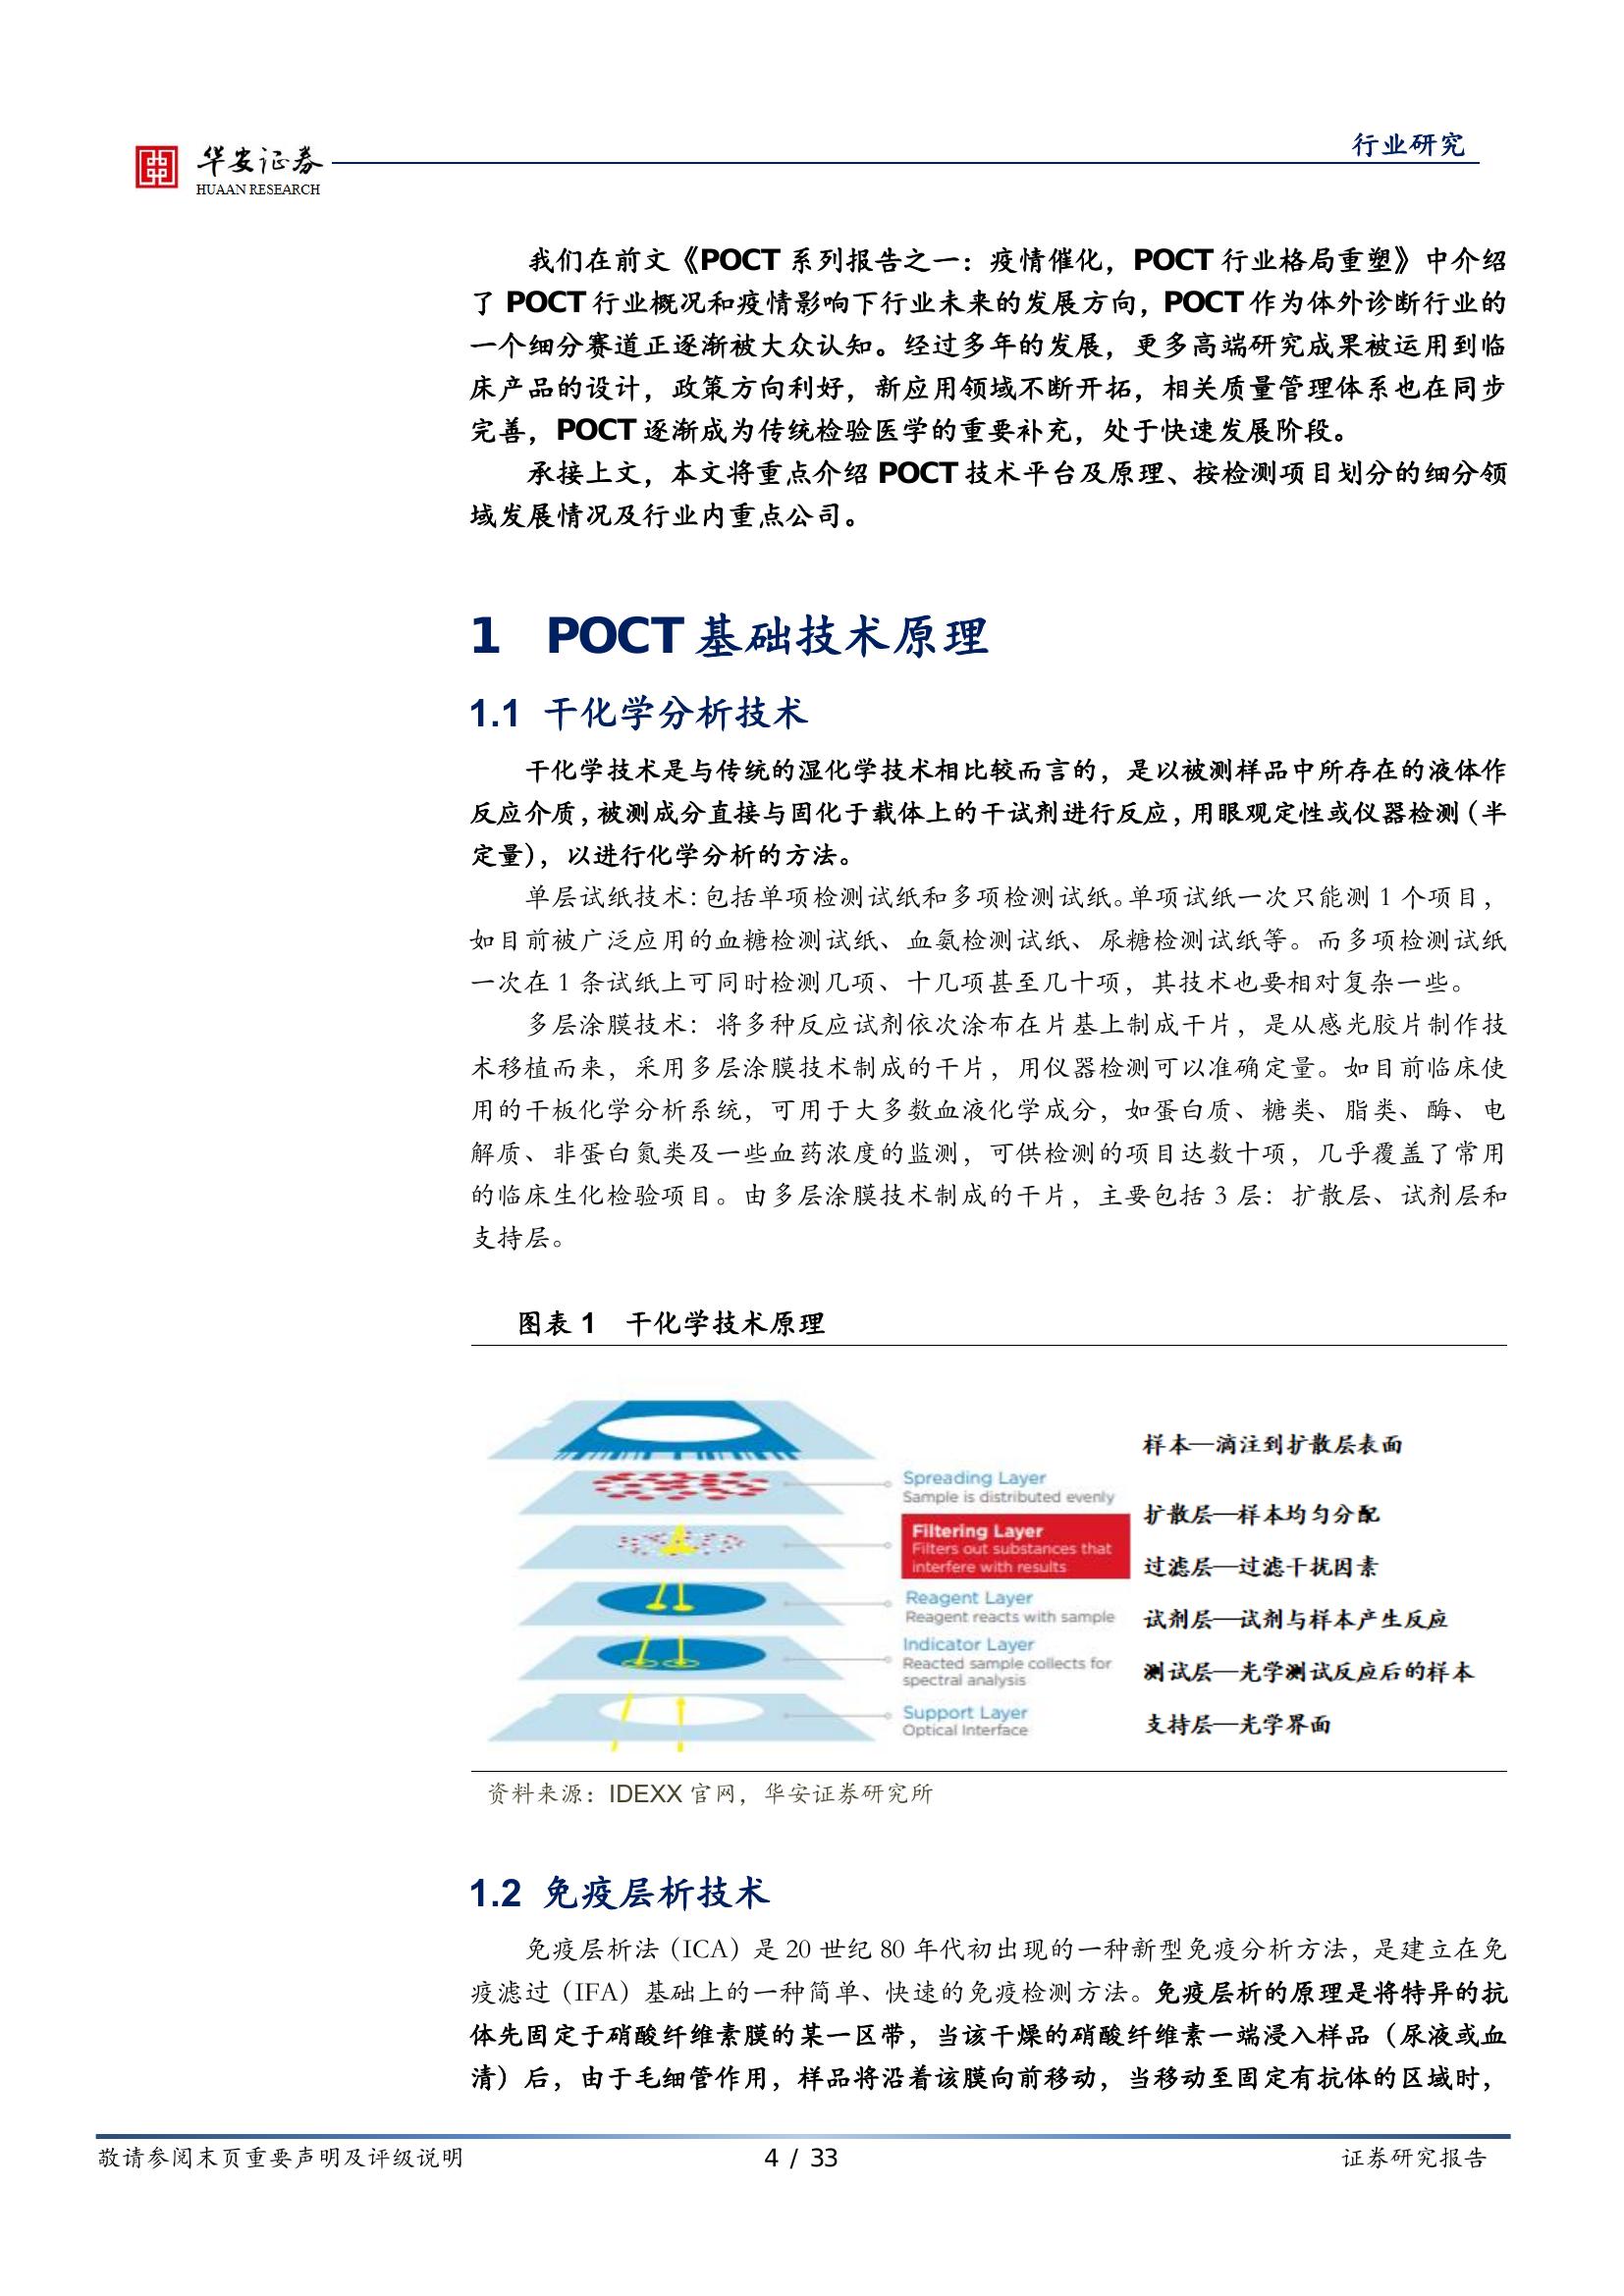 华安证券
HUAAN RESEARCH
行业研究
我们在前文《POCT 系列报告之一：疫情催化，POCT 行业格局重塑》中介绍
了 POCT 行业概况和疫情影响下行业未来的发展方向，POCT 作为体外诊断行业的
一个细分赛道正逐渐被大众认知。经过多年的发展，更多高端研究成果被运用到临
床产品的设计，政策方向利好，新应用领域不断开拓，相关质量管理体系也在同步
完善，POCT 逐渐成为传统检验医学的重要补充，处于快速发展阶段。
承接上文，本文将重点介绍 POCT 技术平台及原理、按检测项目划分的细分领
域发展情况及行业内重点公司。
1 POCT 基础技术原理
1.1 干化学分析技术
干化学技术是与传统的湿化学技术相比较而言的，是以被测样品中所存在的液体作
反应介质，被测成分直接与固化于载体上的干试剂进行反应，用眼观定性或仪器检测（半
定量），以进行化学分析的方法。
单层试纸技术：包括单项检测试纸和多项检测试纸。单项试纸一次只能测 1 个项目，
如目前被广泛应用的血糖检测试纸、血氨检测试纸、尿糖检测试纸等。而多项检测试纸
一次在 1 条试纸上可同时检测几项、十几项甚至几十项，其技术也要相对复杂一些。
多层涂膜技术：将多种反应试剂依次涂布在片基上制成干片，是从感光胶片制作技
术移植而来，采用多层涂膜技术制成的干片，用仪器检测可以准确定量。如目前临床使
用的干板化学分析系统，可用于大多数血液化学成分，如蛋白质、糖类、脂类、酶、电
解质、非蛋白氮类及一些血药浓度的监测，可供检测的项目达数十项，几乎覆盖了常用
的临床生化检验项目。由多层涂膜技术制成的干片，主要包括 3 层：扩散层、试剂层和
支持层。
图表 1 干化学技术原理
样本—滴注到扩散层表面
Spreading Layer
Sample is distributed evenly
扩散层—样本均匀分配
Filtering Layer
Filters out substances that
interfere with results
过滤层—过滤干扰因素
Reagent Layer
Reagent reacts with sample
试剂层—试剂与样本产生反应
Indicator Layer
Reacted sample collects for
spectral analysis
测试层—光学测试反应后的样本
Support Layer
Optical Interface
支持层—光学界面
资料来源：IDEXX 官网，华安证券研究所
1.2 免疫层析技术
免疫层析法（ICA）是 20 世纪 80 年代初出现的一种新型免疫分析方法，是建立在免
疫滤过（IFA）基础上的一种简单、快速的免疫检测方法。免疫层析的原理是将特异的抗
体先固定于硝酸纤维素膜的某一区带，当该干燥的硝酸纤维素一端浸入样品（尿液或血
清）后，由于毛细管作用，样品将沿着该膜向前移动，当移动至固定有抗体的区域时，
敬请参阅末页重要声明及评级说明
4 / 33
证券研究报告